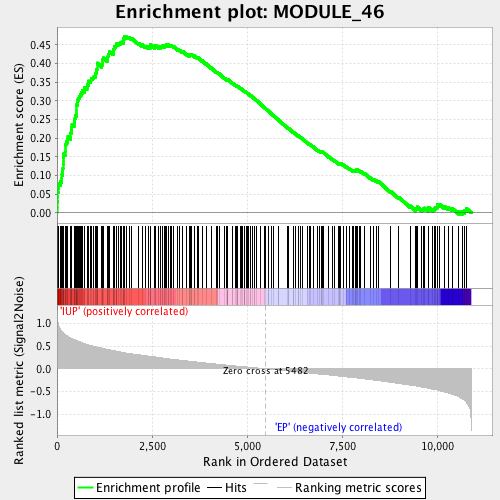 Enrichment plot: MODULE_46
Enrichment score (ES)
0.45
0.40
0.35
0.30
0.25
0.20
0.15
0.10
0.05
0.00
Ranked list metric (Signal2Noise)
1.0
0.5
0.0
-0.5
-1.0
'IUP' (positively correlated)
Zero cross at 5482
'EP' (negatively correlated)
0
2,500
5,000
7,500
10,000
Rank in Ordered Dataset
Enrichment profile
Hits
Ranking metric scores